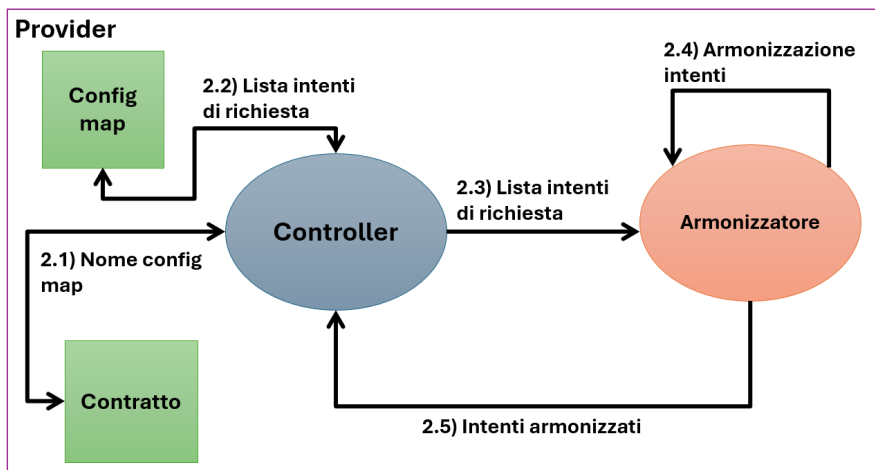 Provider
Config
map
2.2) Lista intenti
di richiesta
2.4) Armonizzazione
intenti
2.3) Lista intenti
di richiesta
Controller
Armonizzatore
2.1) Nome config
map
Contratto
2.5) Intenti armonizzati